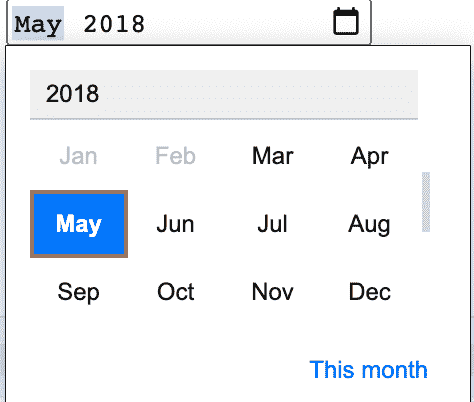 May 2018
2018
Jan Feb Mar Apr
May Jun Jul Aug
Sep Oct Nov Dec
This month